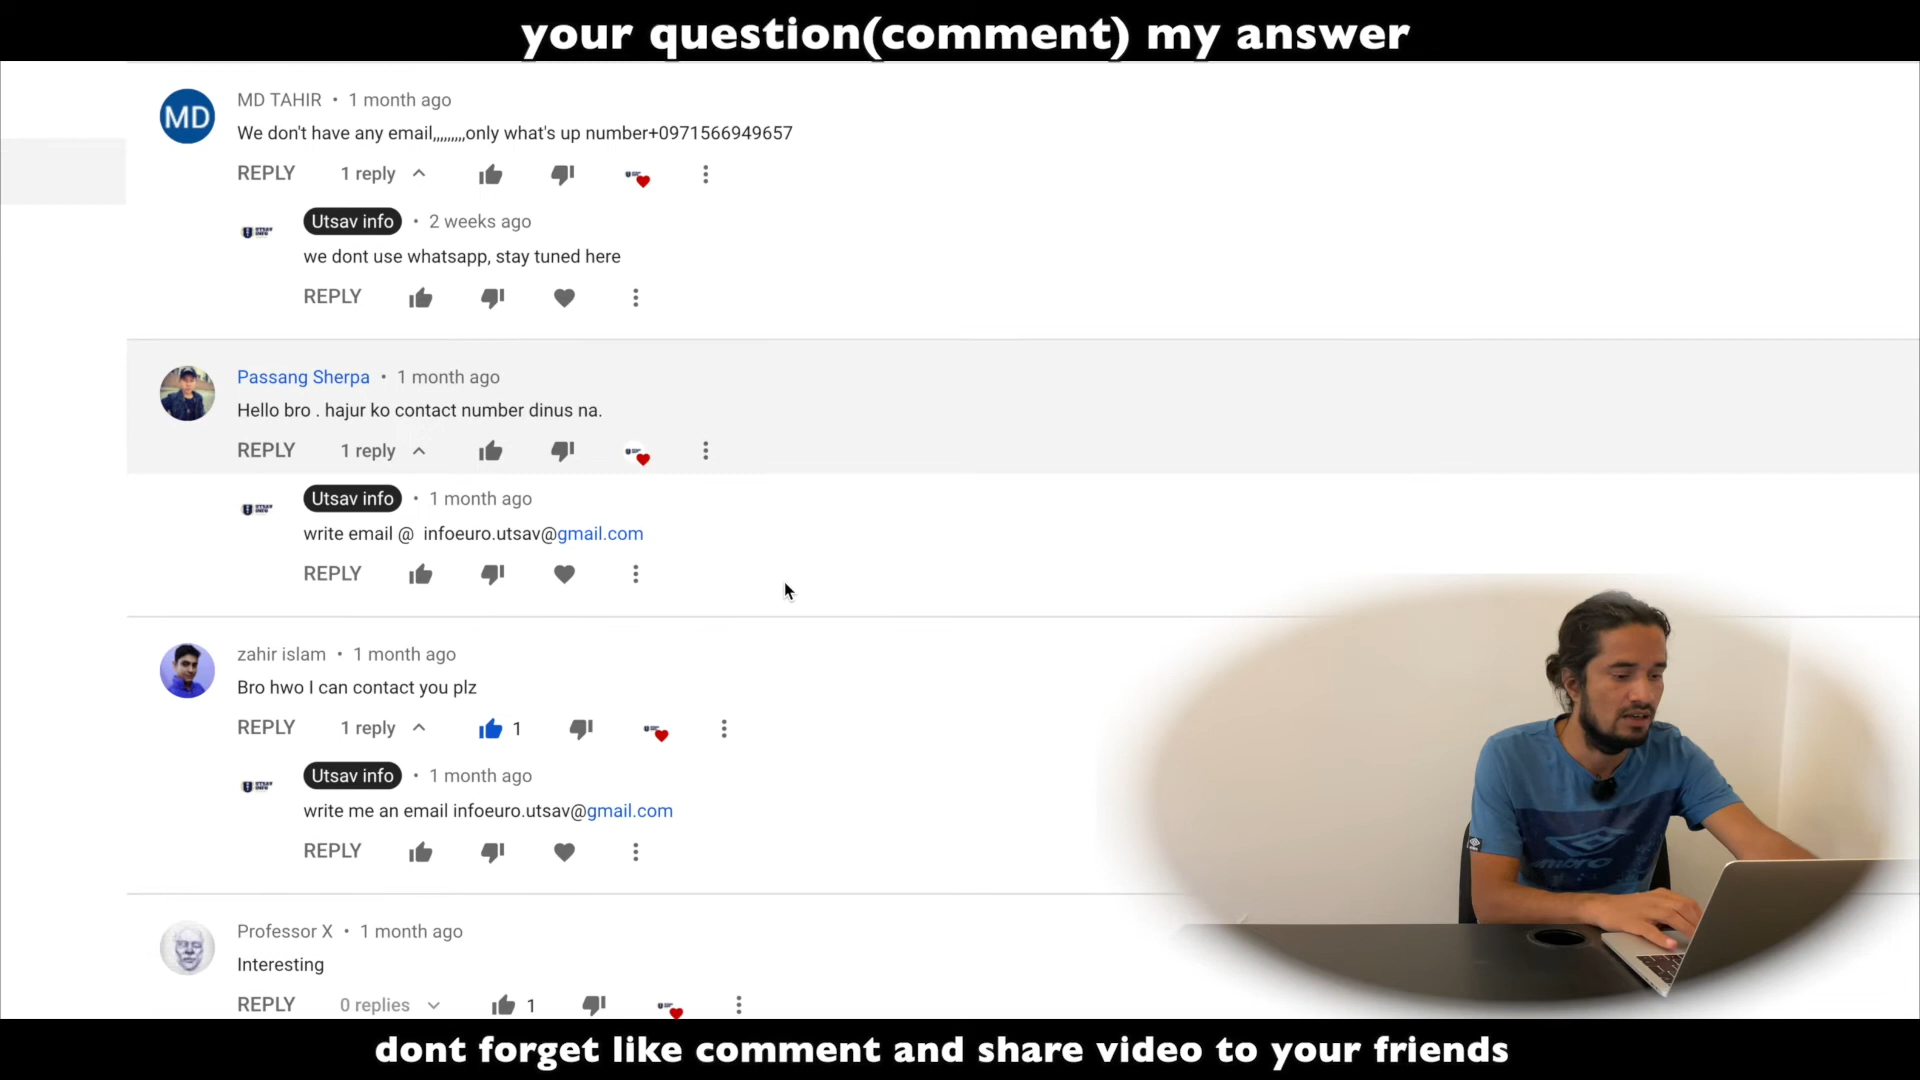 your question(comment) my answer
MD
MD TAHIR • 1 month ago
We don't have any email,,,,,,,,,only what's up number+0971566949657
REPLY 1 reply
Utsav info • 2 weeks ago
we dont use whatsapp, stay tuned here
REPLY
Passang Sherpa • 1 month ago
Hello bro . hajur ko contact number dinus na.
REPLY 1 reply
Utsav info • 1 month ago
write email @ infoeuro.utsav@gmail.com
REPLY
zahir islam • 1 month ago
Bro hwo I can contact you plz
REPLY 1 reply 1
Utsav info • 1 month ago
write me an email infoeuro.utsav@gmail.com
REPLY
Professor X • 1 month ago
Interesting
REPLY 0 replies 1
dont forget like comment and share video to your friends